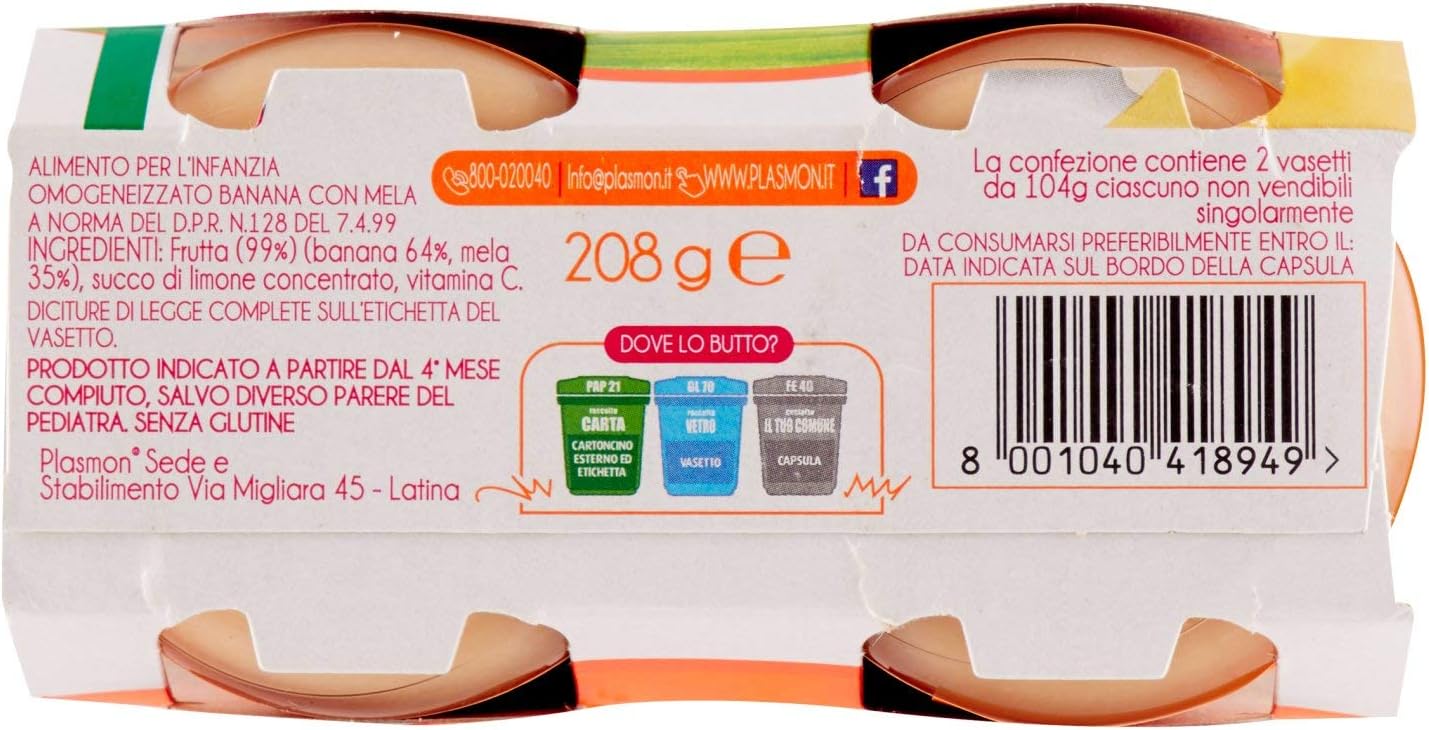 ALIMENTO PER L'INFANZIA
OMOGENEIZZATO BANANA CON MELA
A NORMA DEL D.P.R. N.128 DEL 7.4.99
INGREDIENTI: Frutta (99%) (banana 64%, mela
35%), succo di limone concentrato, vitamina C.
DICITURE DI LEGGE COMPLETE SULL'ETICHETTA DEL
VASETTO.
PRODOTTO INDICATO A PARTIRE DAL 4° MESE
COMPIUTO, SALVO DIVERSO PARERE DEL
PEDIATRA. SENZA GLUTINE
Plasmon® Sede e
Stabilimento Via Migliara 45 - Latina
800-020040 | Info@plasmon.it WWW.PLASMON.IT | f
208 g e
DOVE LO BUTTO?
PAP 21
raccolta
CARTA
CARTONCINO
ESTERNO ED
ETICHETTA
GL 70
raccolta
VETRO
VASETTO
FE 40
contatta
IL TUO COMUNE
CAPSULA
La confezione contiene 2 vasetti
da 104g ciascuno non vendibili
singolarmente
DA CONSUMARSI PREFERIBILMENTE ENTRO IL:
DATA INDICATA SUL BORDO DELLA CAPSULA
8 001040 418949 >